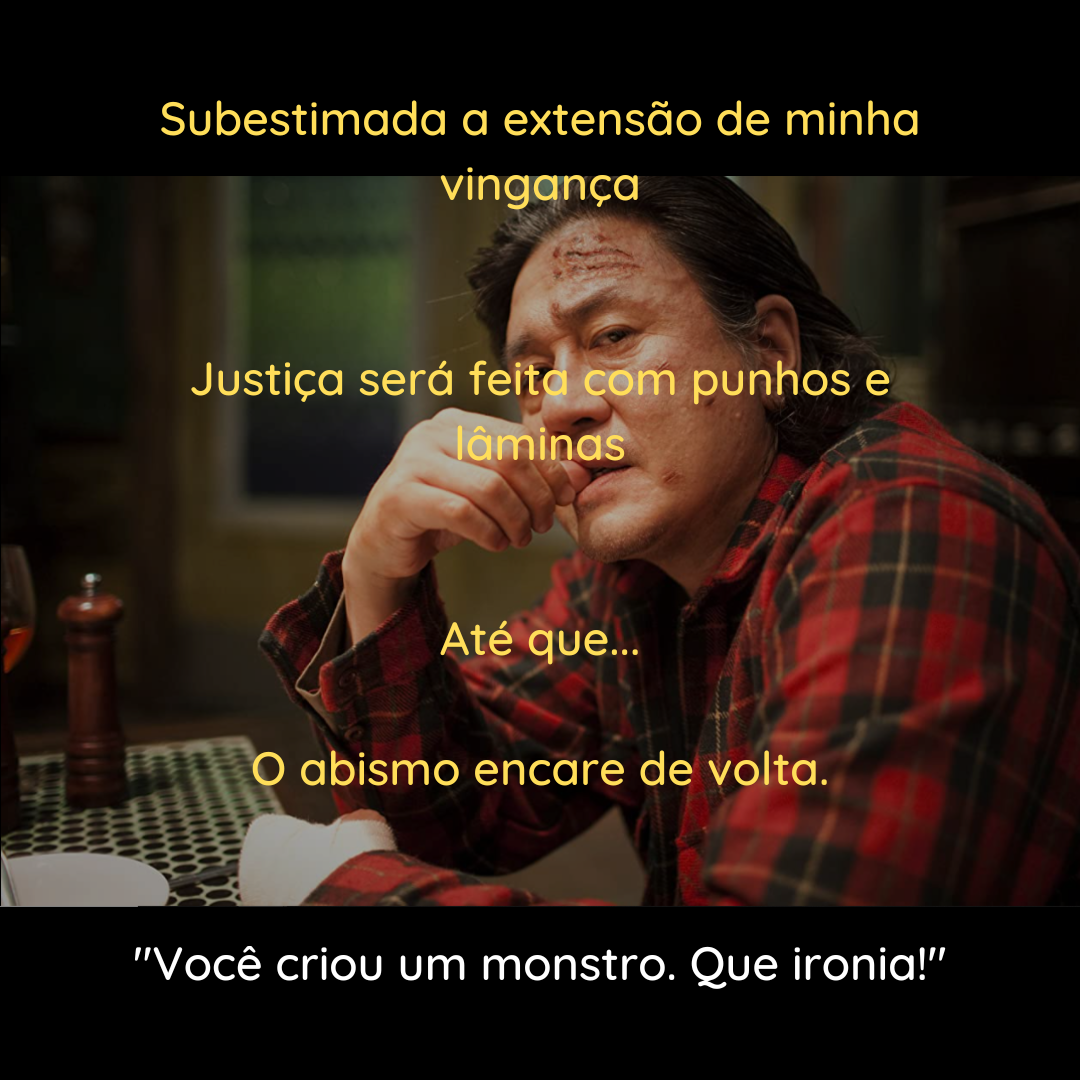 Subestimada a extensão de minha
vingança
Justiça será feita com punhos e
lâminas
Até que...
O abismo encare de volta.
"Você criou um monstro. Que ironia!"